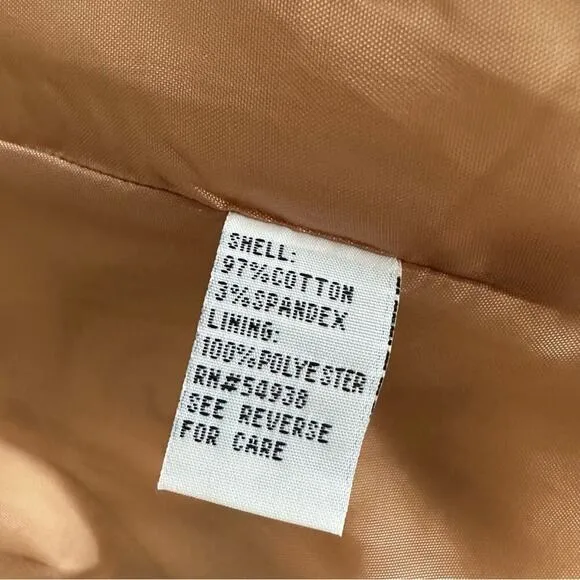 SHELL:
97%COTTON
3%SPANDEX
LINING:
100%POLYESTER
RN#54938
SEE REVERSE
FOR CARE